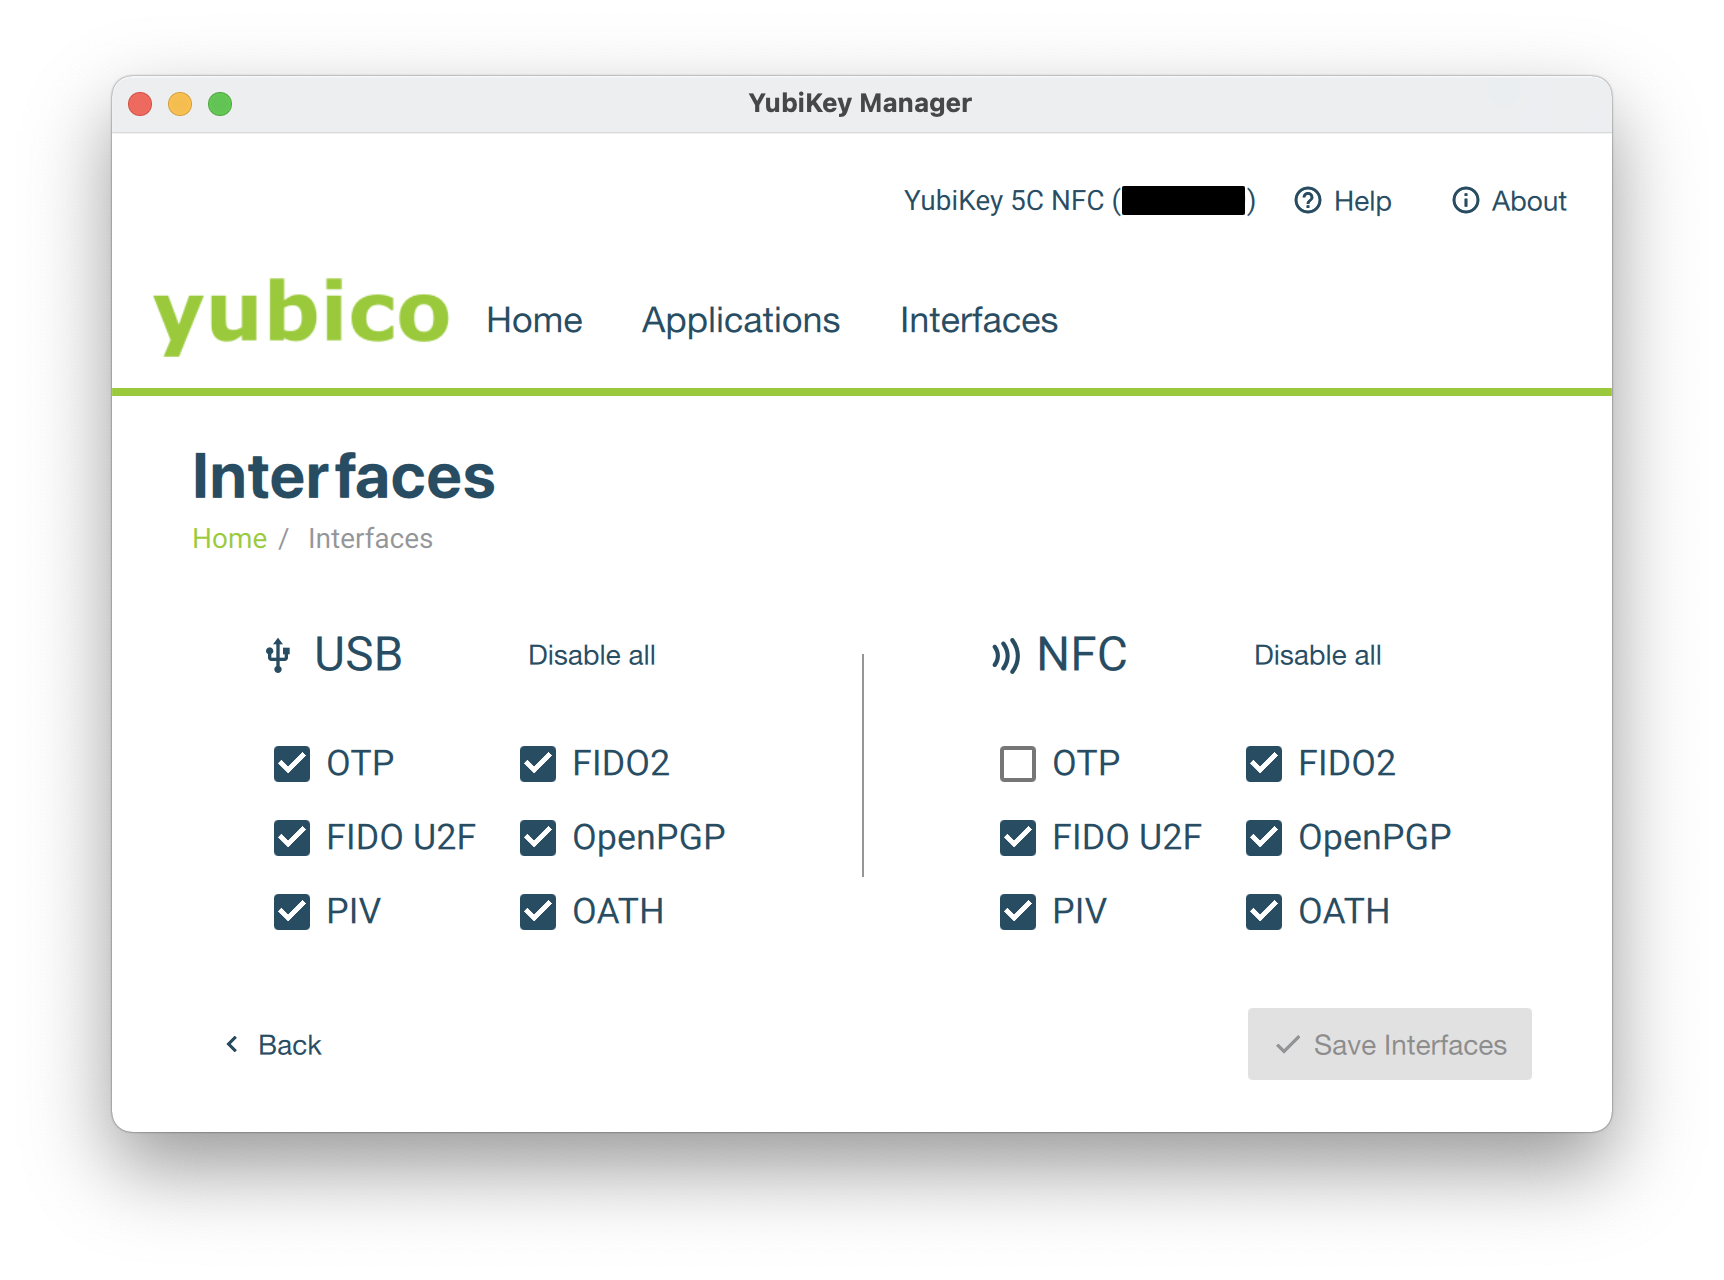 YubiKey Manager
YubiKey 5C NFC ( ) Help About
yubico Home Applications Interfaces
Interfaces
Home / Interfaces
USB Disable all NFC Disable all
OTP FIDO2 OTP FIDO2
FIDO U2F OpenPGP FIDO U2F OpenPGP
PIV OATH PIV OATH
Back Save Interfaces